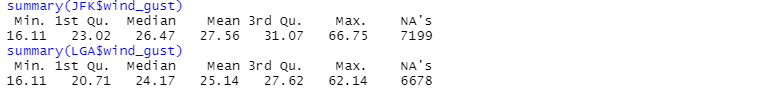 summary(JFK$wind_gust)
Min. 1st Qu. Median Mean 3rd Qu. Max. NA's
16.11 23.02 26.47 27.56 31.07 66.75 7199
summary(LGA$wind_gust)
Min. 1st Qu. Median Mean 3rd Qu. Max. NA's
16.11 20.71 24.17 25.14 27.62 62.14 6678